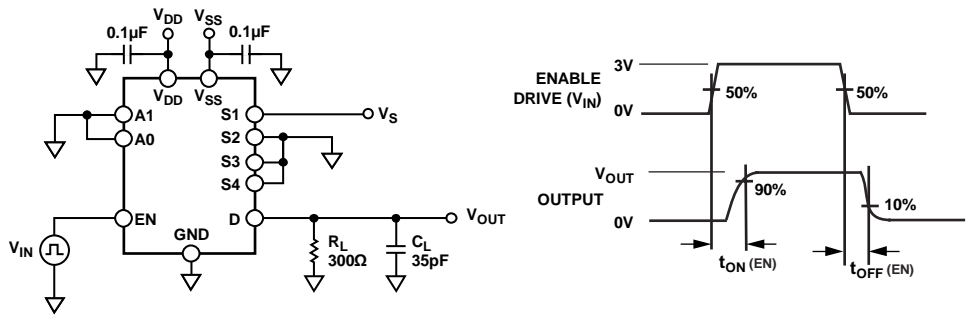 VDD VSS
0.1µF 0.1µF
VDD VSS
A1 S1 VS
A0 S2
S3
S4
EN D VOUT
GND
VIN
RL
300Ω
CL
35pF
3V
ENABLE
DRIVE (VIN)
50% 50%
0V
VOUT
OUTPUT
90%
10%
0V
tON (EN) tOFF (EN)